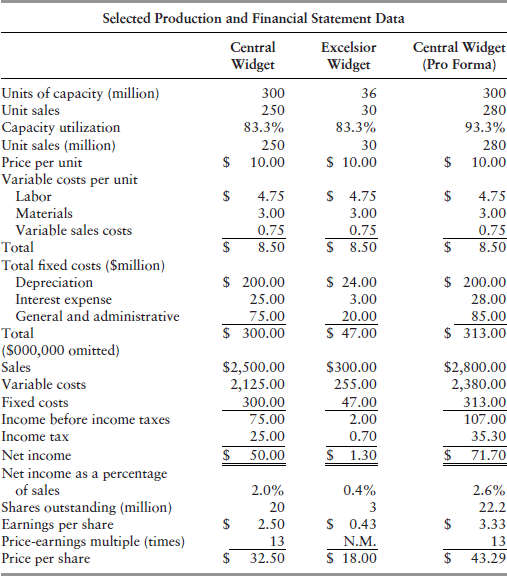 Selected Production and Financial Statement Data
Central Widget Excelsior Widget Central Widget (Pro Forma)
Units of capacity (million) 300 36 300
Unit sales 250 30 280
Capacity utilization 83.3% 83.3% 93.3%
Unit sales (million) 250 30 280
Price per unit $ 10.00 $ 10.00 $ 10.00
Variable costs per unit
Labor $ 4.75 $ 4.75 $ 4.75
Materials 3.00 3.00 3.00
Variable sales costs 0.75 0.75 0.75
Total $ 8.50 $ 8.50 $ 8.50
Total fixed costs ($million)
Depreciation $ 200.00 $ 24.00 $ 200.00
Interest expense 25.00 3.00 28.00
General and administrative 75.00 20.00 85.00
Total $ 300.00 $ 47.00 $ 313.00
($000,000 omitted)
Sales $2,500.00 $300.00 $2,800.00
Variable costs 2,125.00 255.00 2,380.00
Fixed costs 300.00 47.00 313.00
Income before income taxes 75.00 2.00 107.00
Income tax 25.00 0.70 35.30
Net income $ 50.00 $ 1.30 $ 71.70
Net income as a percentage
of sales 2.0% 0.4% 2.6%
Shares outstanding (million) 20 3 22.2
Earnings per share $ 2.50 $ 0.43 $ 3.33
Price-earnings multiple (times) 13 N.M. 13
Price per share $ 32.50 $ 18.00 $ 43.29